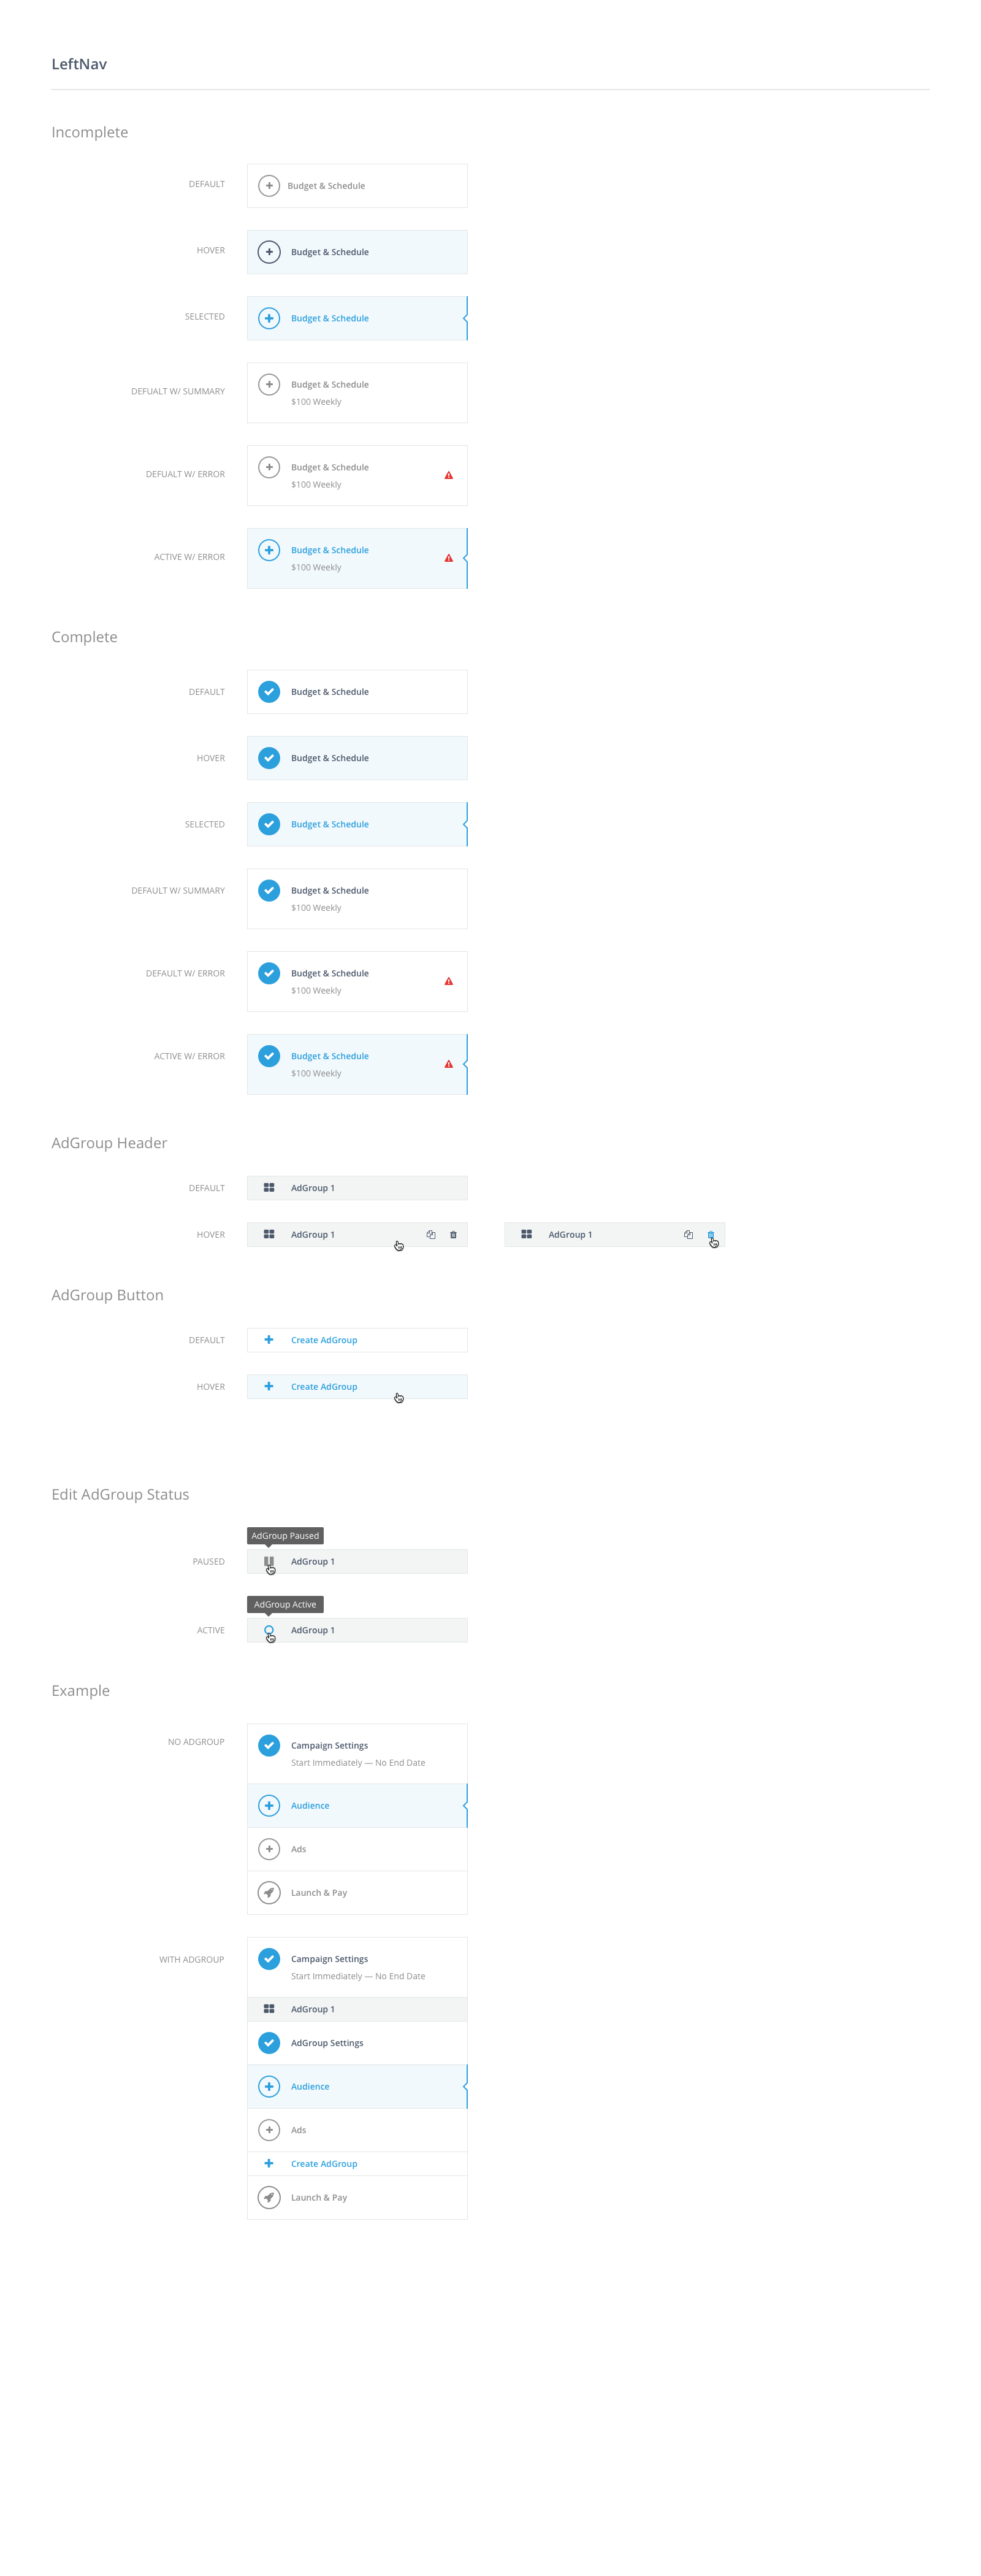 LeftNav
Incomplete
DEFAULT
Budget & Schedule
HOVER
Budget & Schedule
SELECTED
Budget & Schedule
DEFUALT W/ SUMMARY
Budget & Schedule
$100 Weekly
DEFUALT W/ ERROR
Budget & Schedule
$100 Weekly
ACTIVE W/ ERROR
Budget & Schedule
$100 Weekly
Complete
DEFAULT
Budget & Schedule
HOVER
Budget & Schedule
SELECTED
Budget & Schedule
DEFAULT W/ SUMMARY
Budget & Schedule
$100 Weekly
DEFAULT W/ ERROR
Budget & Schedule
$100 Weekly
ACTIVE W/ ERROR
Budget & Schedule
$100 Weekly
AdGroup Header
DEFAULT
AdGroup 1
HOVER
AdGroup 1
AdGroup 1
AdGroup Button
DEFAULT
Create AdGroup
HOVER
Create AdGroup
Edit AdGroup Status
AdGroup Paused
PAUSED
AdGroup 1
AdGroup Active
ACTIVE
AdGroup 1
Example
NO ADGROUP
Campaign Settings
Start Immediately — No End Date
Audience
Ads
Launch & Pay
WITH ADGROUP
Campaign Settings
Start Immediately — No End Date
AdGroup 1
AdGroup Settings
Audience
Ads
Create AdGroup
Launch & Pay